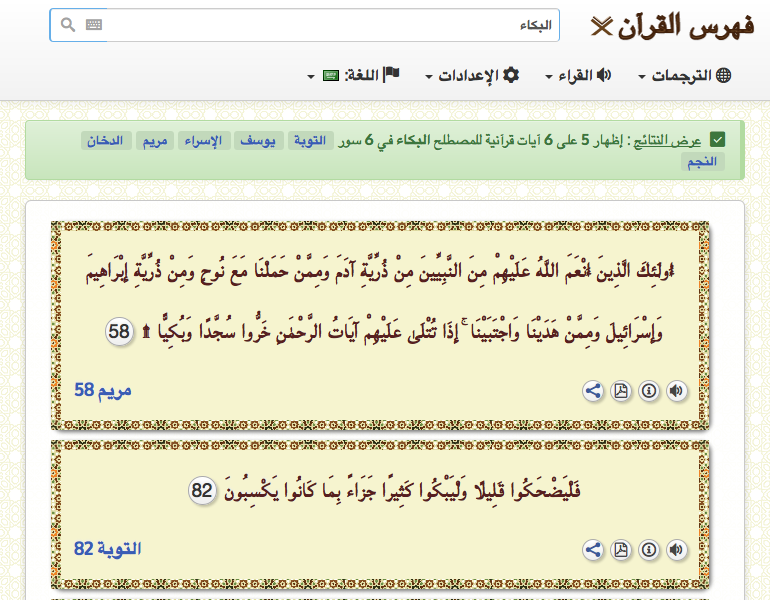 فهرس القرآن
البكاء
الترجمات
القراء
الإعدادات
اللغة:
عرض النتائج : إظهار 5 على 6 آيات قرآنية للمصطلح البكاء في 6 سور التوبة يوسف الإسراء مريم الدخان
النجم
أُولَئِكَ الَّذِينَ أَنْعَمَ اللَّهُ عَلَيْهِمْ مِنَ النَّبِيِّينَ مِنْ ذُرِّيَّةِ آدَمَ وَمِمَّنْ حَمَلْنَا مَعَ نُوحٍ وَمِنْ ذُرِّيَّةِ إِبْرَاهِيمَ
وَإِسْرَائِيلَ وَمِمَّنْ هَدَيْنَا وَاجْتَبَيْنَا ۚ إِذَا تُتْلَىٰ عَلَيْهِمْ آيَاتُ الرَّحْمَٰنِ خَرُّوا سُجَّدًا وَبُكِيًّا ۩ 58
مريم 58
فَلْيَضْحَكُوا قَلِيلًا وَلْيَبْكُوا كَثِيرًا جَزَاءً بِمَا كَانُوا يَكْسِبُونَ 82
التوبة 82